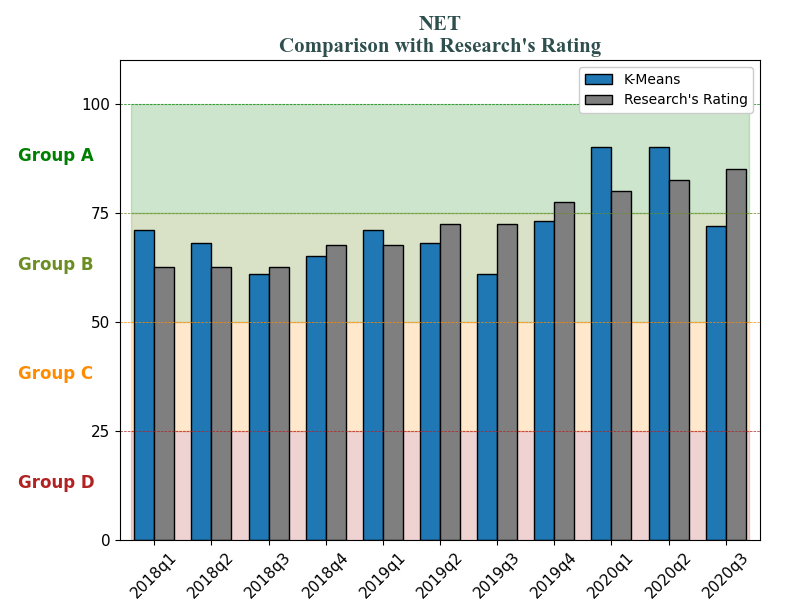 NET
Comparison with Research's Rating
K-Means
Research's Rating
100
Group A
75
Group B
50
Group C
25
Group D
0
2018q1 2018q2 2018q3 2018q4 2019q1 2019q2 2019q3 2019q4 2020q1 2020q2 2020q3